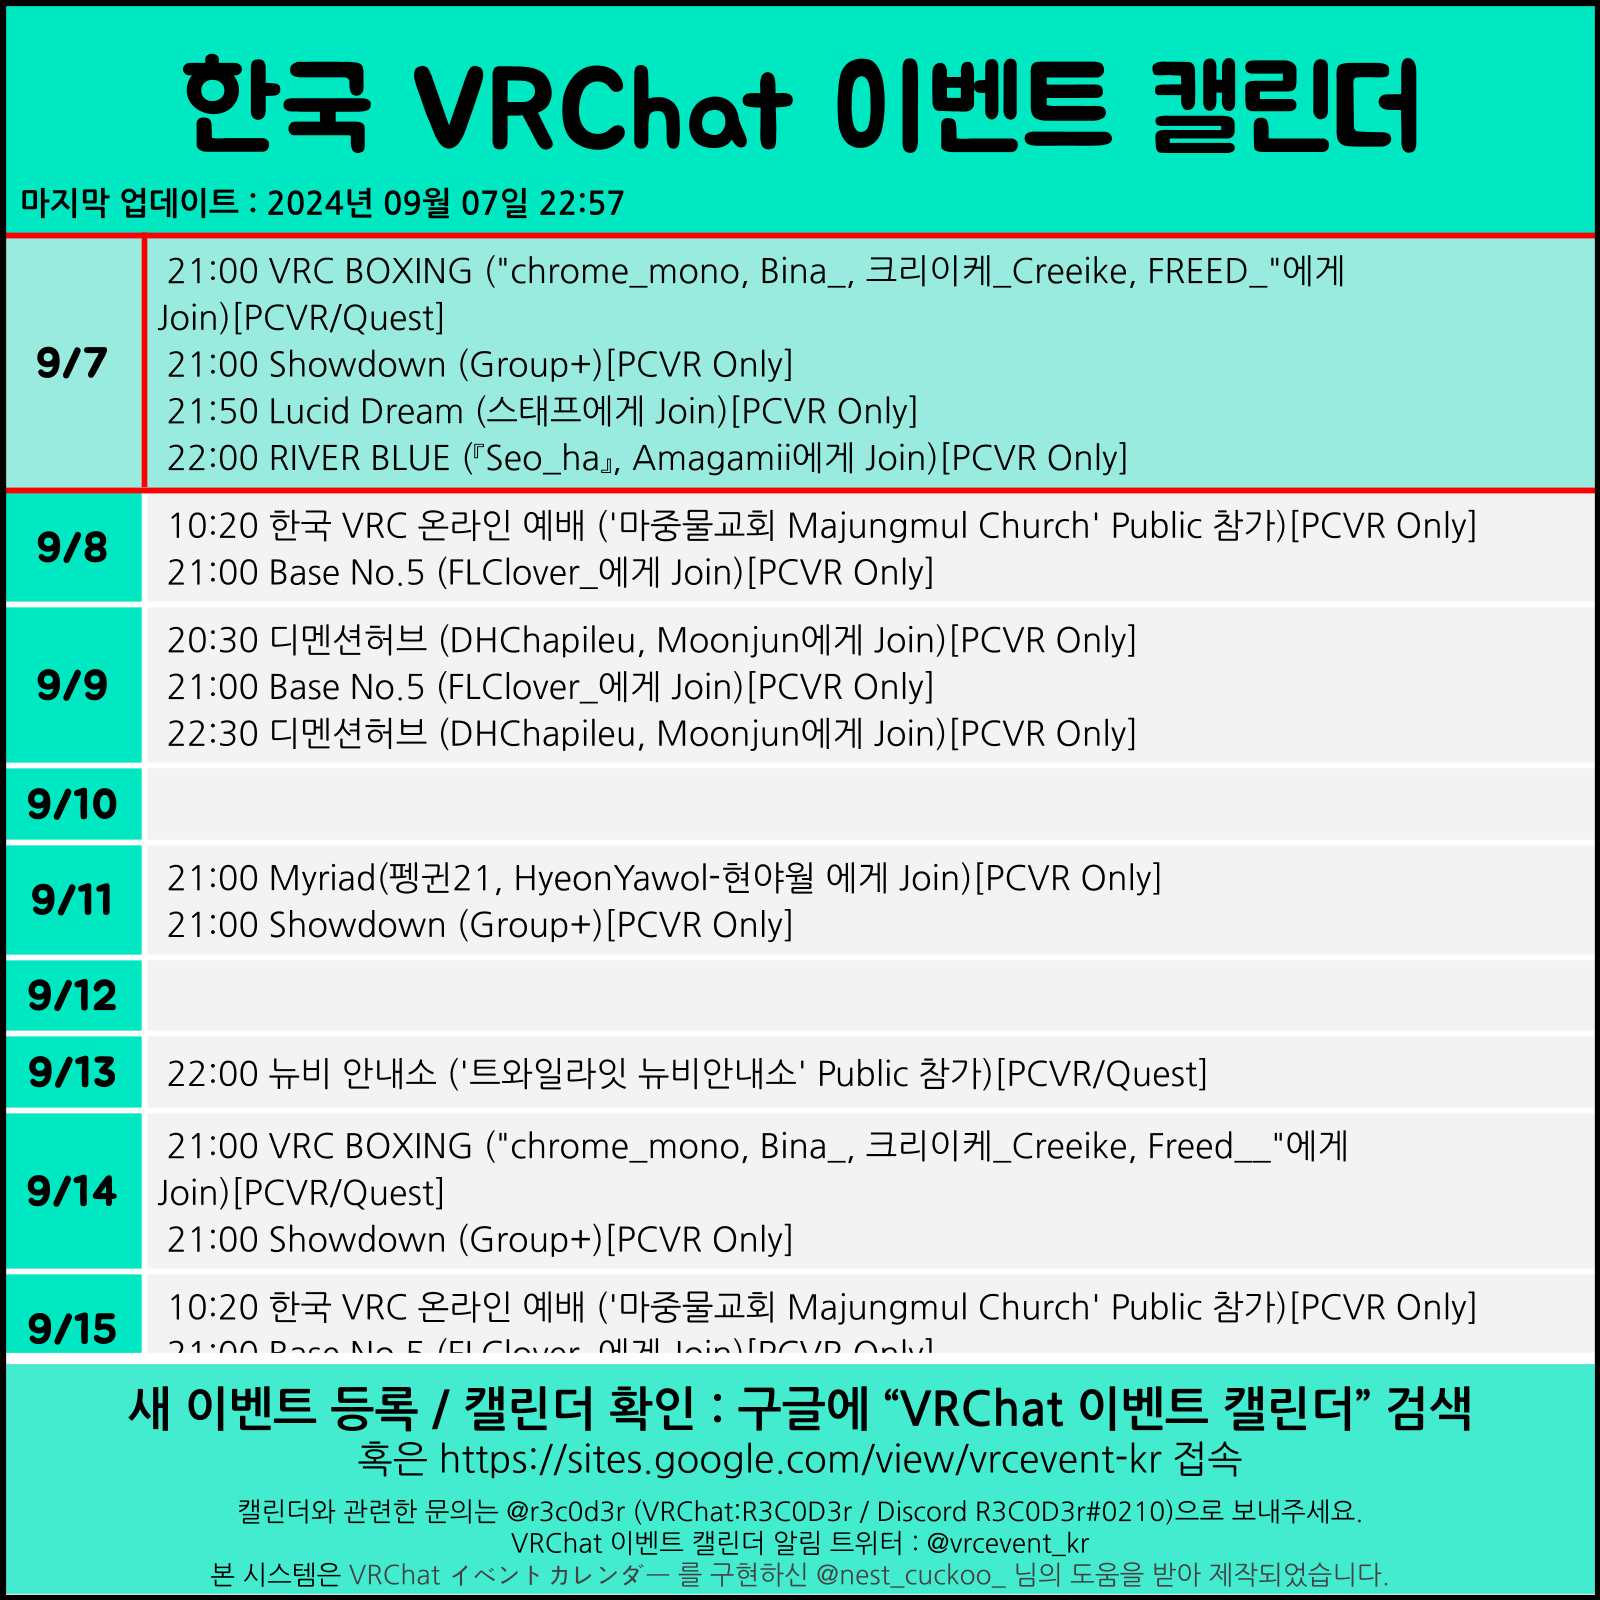 한국 VRChat 이벤트 캘린더
마지막 업데이트 : 2024년 09월 07일 22:57
9/7
21:00 VRC BOXING ("chrome_mono, Bina_, 크리이케_Creeike, FREED_"에게
Join)[PCVR/Quest]
21:00 Showdown (Group+)[PCVR Only]
21:50 Lucid Dream (스태프에게 Join)[PCVR Only]
22:00 RIVER BLUE (『Seo_ha』, Amagamii에게 Join)[PCVR Only]
9/8
10:20 한국 VRC 온라인 예배 ('마중물교회 Majungmul Church' Public 참가)[PCVR Only]
21:00 Base No.5 (FLClover_에게 Join)[PCVR Only]
9/9
20:30 디멘션허브 (DHChapileu, Moonjun에게 Join)[PCVR Only]
21:00 Base No.5 (FLClover_에게 Join)[PCVR Only]
22:30 디멘션허브 (DHChapileu, Moonjun에게 Join)[PCVR Only]
9/10
9/11
21:00 Myriad(펭귄21, HyeonYawol-현야월 에게 Join)[PCVR Only]
21:00 Showdown (Group+)[PCVR Only]
9/12
9/13
22:00 뉴비 안내소 ('트와일라잇 뉴비안내소' Public 참가)[PCVR/Quest]
9/14
21:00 VRC BOXING ("chrome_mono, Bina_, 크리이케_Creeike, Freed__"에게
Join)[PCVR/Quest]
21:00 Showdown (Group+)[PCVR Only]
9/15
10:20 한국 VRC 온라인 예배 ('마중물교회 Majungmul Church' Public 참가)[PCVR Only]
21:00 Base No.5 (FLClover_에게 Join)[PCVR Only]
새 이벤트 등록 / 캘린더 확인 : 구글에 “VRChat 이벤트 캘린더” 검색
혹은 https://sites.google.com/view/vrcevent-kr 접속
캘린더와 관련한 문의는 @r3c0d3r (VRChat:R3C0D3r / Discord R3C0D3r#0210)으로 보내주세요.
VRChat 이벤트 캘린더 알림 트위터 : @vrcevent_kr
본 시스템은 VRChat イベントカレンダー 를 구현하신 @nest_cuckoo_ 님의 도움을 받아 제작되었습니다.